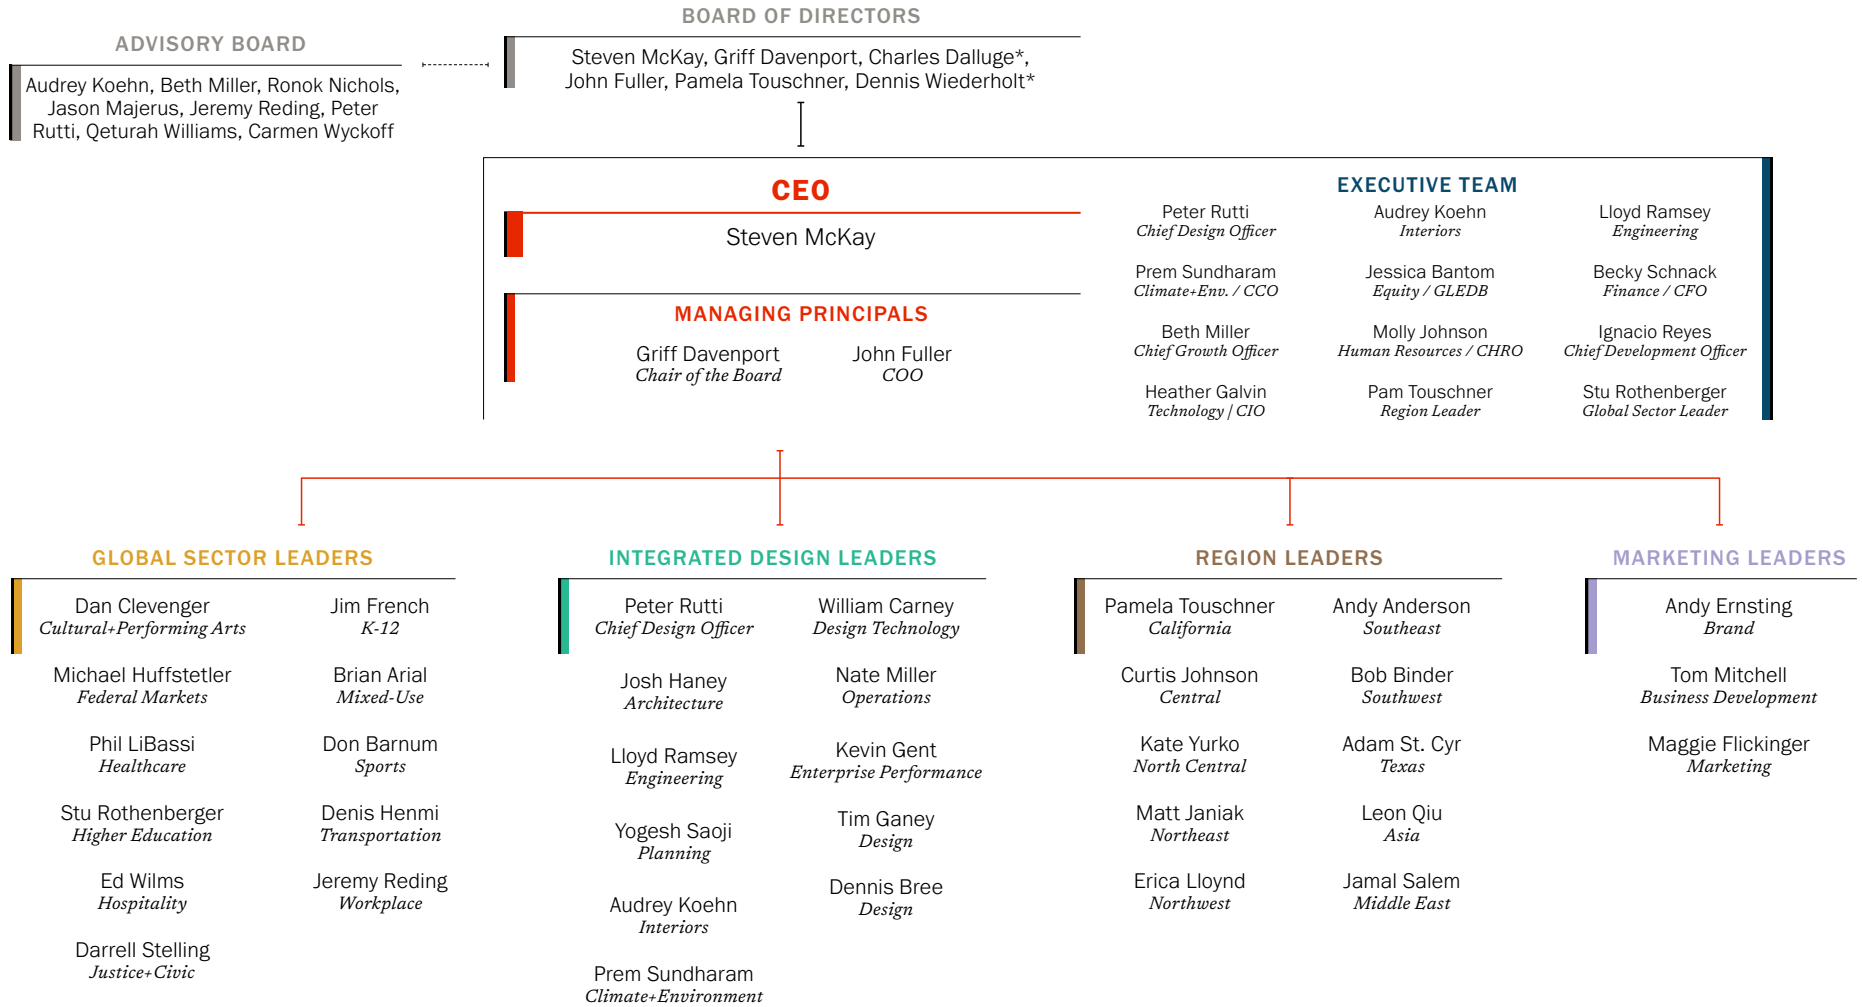 BOARD OF DIRECTORS
Steven McKay, Griff Davenport, Charles Dalluge*,
John Fuller, Pamela Touschner, Dennis Wiederholt*
ADVISORY BOARD
Audrey Koehn, Beth Miller, Ronok Nichols,
Jason Majerus, Jeremy Reding, Peter
Rutti, Qeturah Williams, Carmen Wyckoff
CEO
Steven McKay
MANAGING PRINCIPALS
Griff Davenport
Chair of the Board
John Fuller
COO
EXECUTIVE TEAM
Peter Rutti
Chief Design Officer
Audrey Koehn
Interiors
Lloyd Ramsey
Engineering
Prem Sundharam
Climate+Env. / CCO
Jessica Bantom
Equity / GLEDB
Becky Schnack
Finance / CFO
Beth Miller
Chief Growth Officer
Molly Johnson
Human Resources / CHRO
Ignacio Reyes
Chief Development Officer
Heather Galvin
Technology | CIO
Pam Touschner
Region Leader
Stu Rothenberger
Global Sector Leader
GLOBAL SECTOR LEADERS
Dan Clevenger
Cultural+Performing Arts
Michael Huffstetler
Federal Markets
Phil LiBassi
Healthcare
Stu Rothenberger
Higher Education
Ed Wilms
Hospitality
Darrell Stelling
Justice+Civic
Jim French
K-12
Brian Arial
Mixed-Use
Don Barnum
Sports
Denis Henmi
Transportation
Jeremy Reding
Workplace
INTEGRATED DESIGN LEADERS
Peter Rutti
Chief Design Officer
Josh Haney
Architecture
Lloyd Ramsey
Engineering
Yogesh Saoji
Planning
Audrey Koehn
Interiors
Prem Sundharam
Climate+Environment
William Carney
Design Technology
Nate Miller
Operations
Kevin Gent
Enterprise Performance
Tim Ganey
Design
Dennis Bree
Design
REGION LEADERS
Pamela Touschner
California
Curtis Johnson
Central
Kate Yurko
North Central
Matt Janiak
Northeast
Erica Lloynd
Northwest
Andy Anderson
Southeast
Bob Binder
Southwest
Adam St. Cyr
Texas
Leon Qiu
Asia
Jamal Salem
Middle East
MARKETING LEADERS
Andy Ernsting
Brand
Tom Mitchell
Business Development
Maggie Flickinger
Marketing